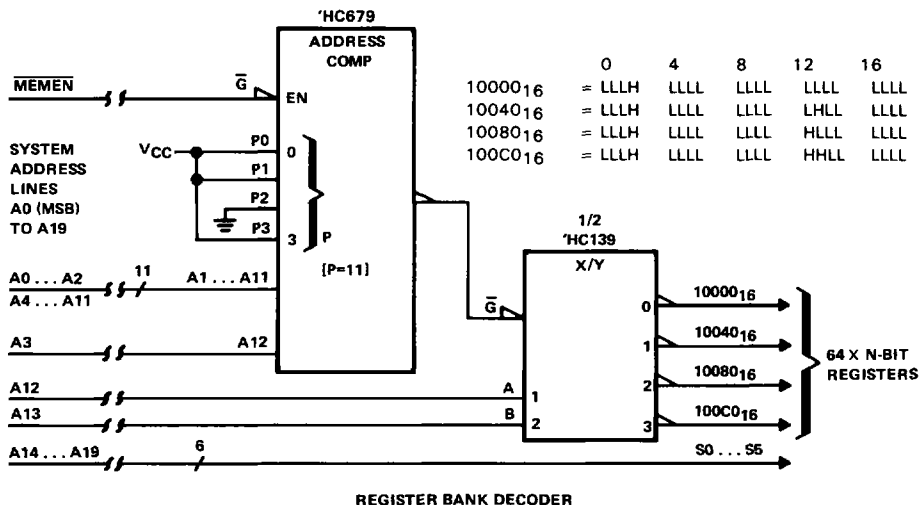 'HC679
ADDRESS
COMP
0 4 8 12 16
10000₁₆ = LLLH LLLL LLLL LLLL LLLL
10040₁₆ = LLLH LLLL LLLL LHLL LLLL
10080₁₆ = LLLH LLLL LLLL HLLL LLLL
100C0₁₆ = LLLH LLLL LLLL HHLL LLLL
MEMEN
G
EN
SYSTEM
ADDRESS
LINES
A0 (MSB)
TO A19
VCC
P0
0
P1
P2
P3
3
P
{P=11}
A0...A2
A4...A11
11
A1...A11
A3
A12
1/2
'HC139
X/Y
G
0
10000₁₆
1
10040₁₆
2
10080₁₆
3
100C0₁₆
64 X N-BIT
REGISTERS
A12
A
1
A13
B
2
A14...A19
6
S0...S5
REGISTER BANK DECODER